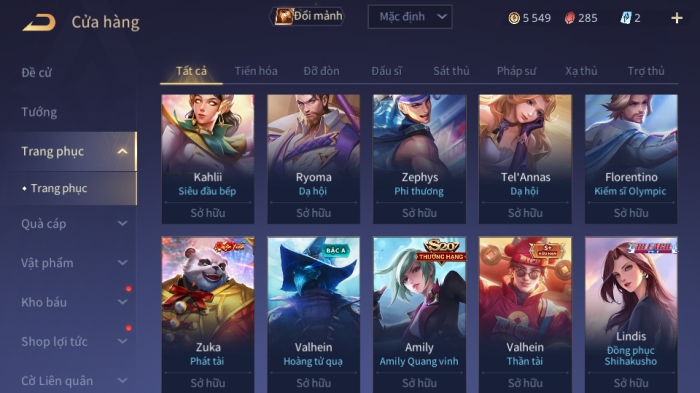 Cửa hàng
Đổi mảnh
Mặc định
5 549
285
2
Đề cử
Tướng
Trang phục
Trang phục
Quà cáp
Vật phẩm
Kho báu
Shop lợi tức
Cờ Liên quân
Tất cả Tiến hóa Đỡ đòn Đấu sĩ Sát thủ Pháp sư Xạ thủ Trợ thủ
Kahlii
Siêu đầu bếp
Sở hữu
Ryoma
Dạ hội
Sở hữu
Zephys
Phi thương
Sở hữu
Tel'Annas
Dạ hội
Sở hữu
Florentino
Kiếm sĩ Olympic
Sở hữu
Zuka
Phát tài
Sở hữu
BẬC A
Valhein
Hoàng tử quạ
Sở hữu
S20
THƯỞNG HẠNG
Amily
Amily Quang vinh
Sở hữu
S+
Valhein
Thần tài
Sở hữu
BLEACH
Lindis
Đồng phục
Shihakusho
Sở hữu